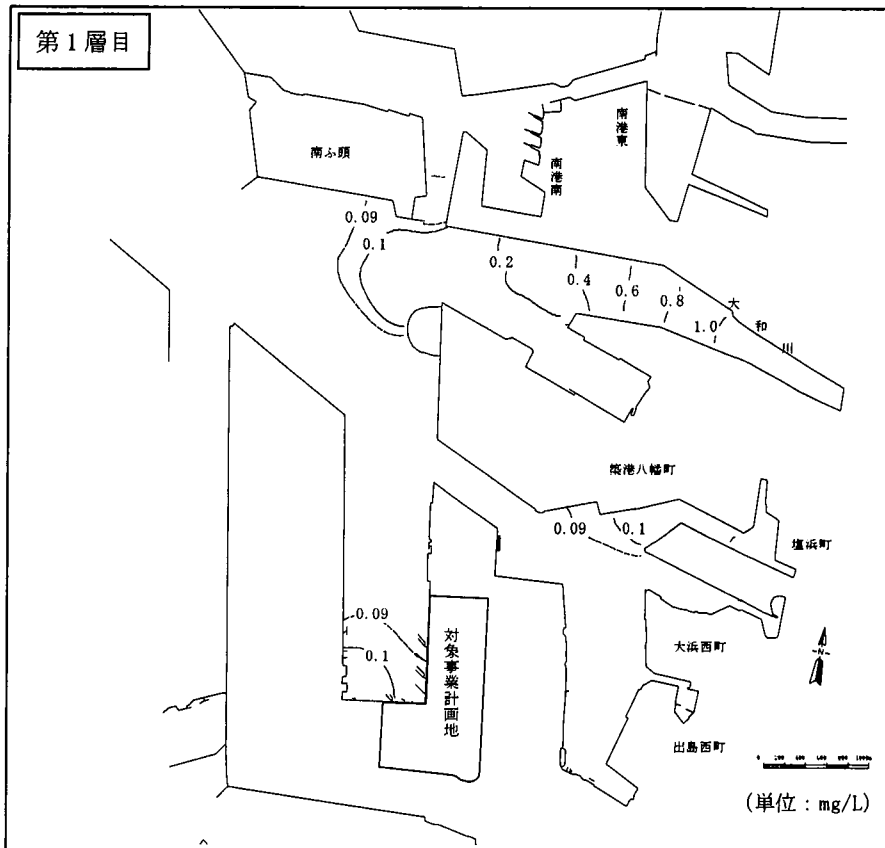 第1層目
南ふ頭
南港東
南港南
0.09
0.1
0.2
0.4
0.6
0.8
1.0
大和川
築港八幡町
0.09
0.1
塩浜町
0.09
0.1
対象事業計画地
大浜西町
N
出島西町
(単位：mg/L)